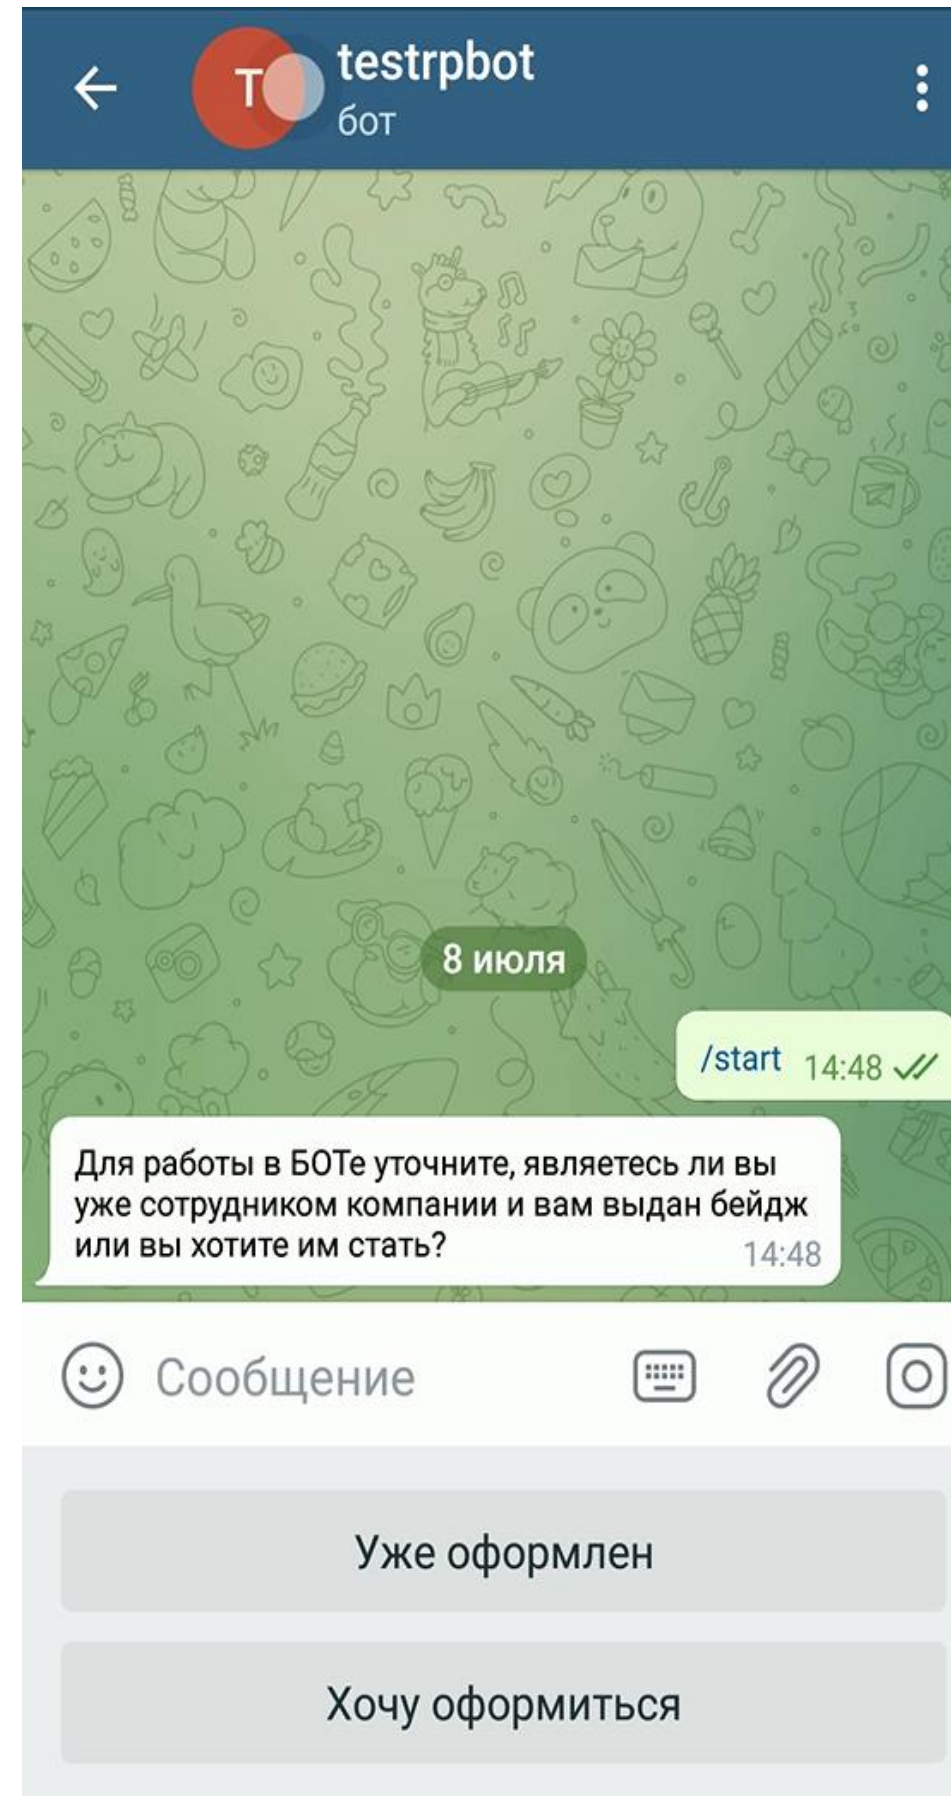 T
testrpbot
бот
8 июля
/start 14:48
Для работы в БОТе уточните, являетесь ли вы
уже сотрудником компании и вам выдан бейдж
или вы хотите им стать?
14:48
Сообщение
Уже оформлен
Хочу оформиться